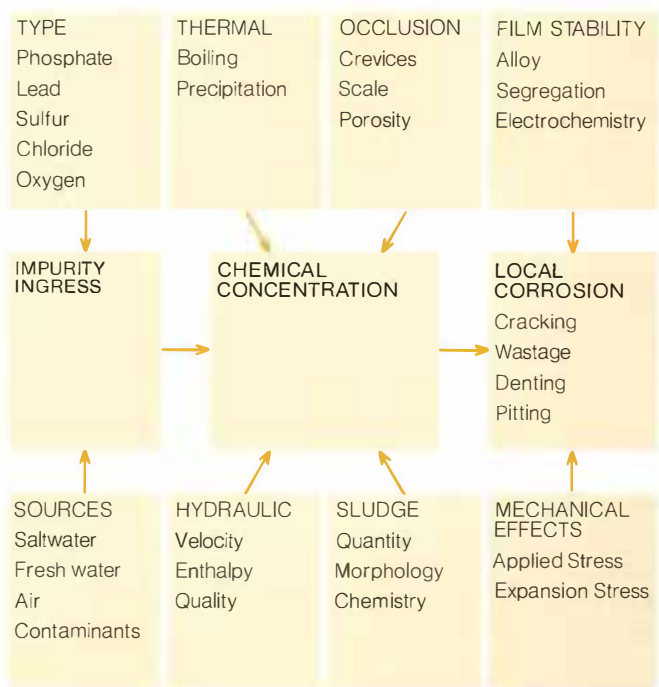 TYPE
Phosphate
Lead
Sulfur
Chloride
Oxygen
THERMAL
Boiling
Precipitation
OCCLUSION
Crevices
Scale
Porosity
FILM STABILITY
Alloy
Segregation
Electrochemistry
IMPURITY
INGRESS
CHEMICAL
CONCENTRATION
LOCAL
CORROSION
Cracking
Wastage
Denting
Pitting
SOURCES
Saltwater
Fresh water
Air
Contaminants
HYDRAULIC
Velocity
Enthalpy
Quality
SLUDGE
Quantity
Morphology
Chemistry
MECHANICAL
EFFECTS
Applied Stress
Expansion Stress